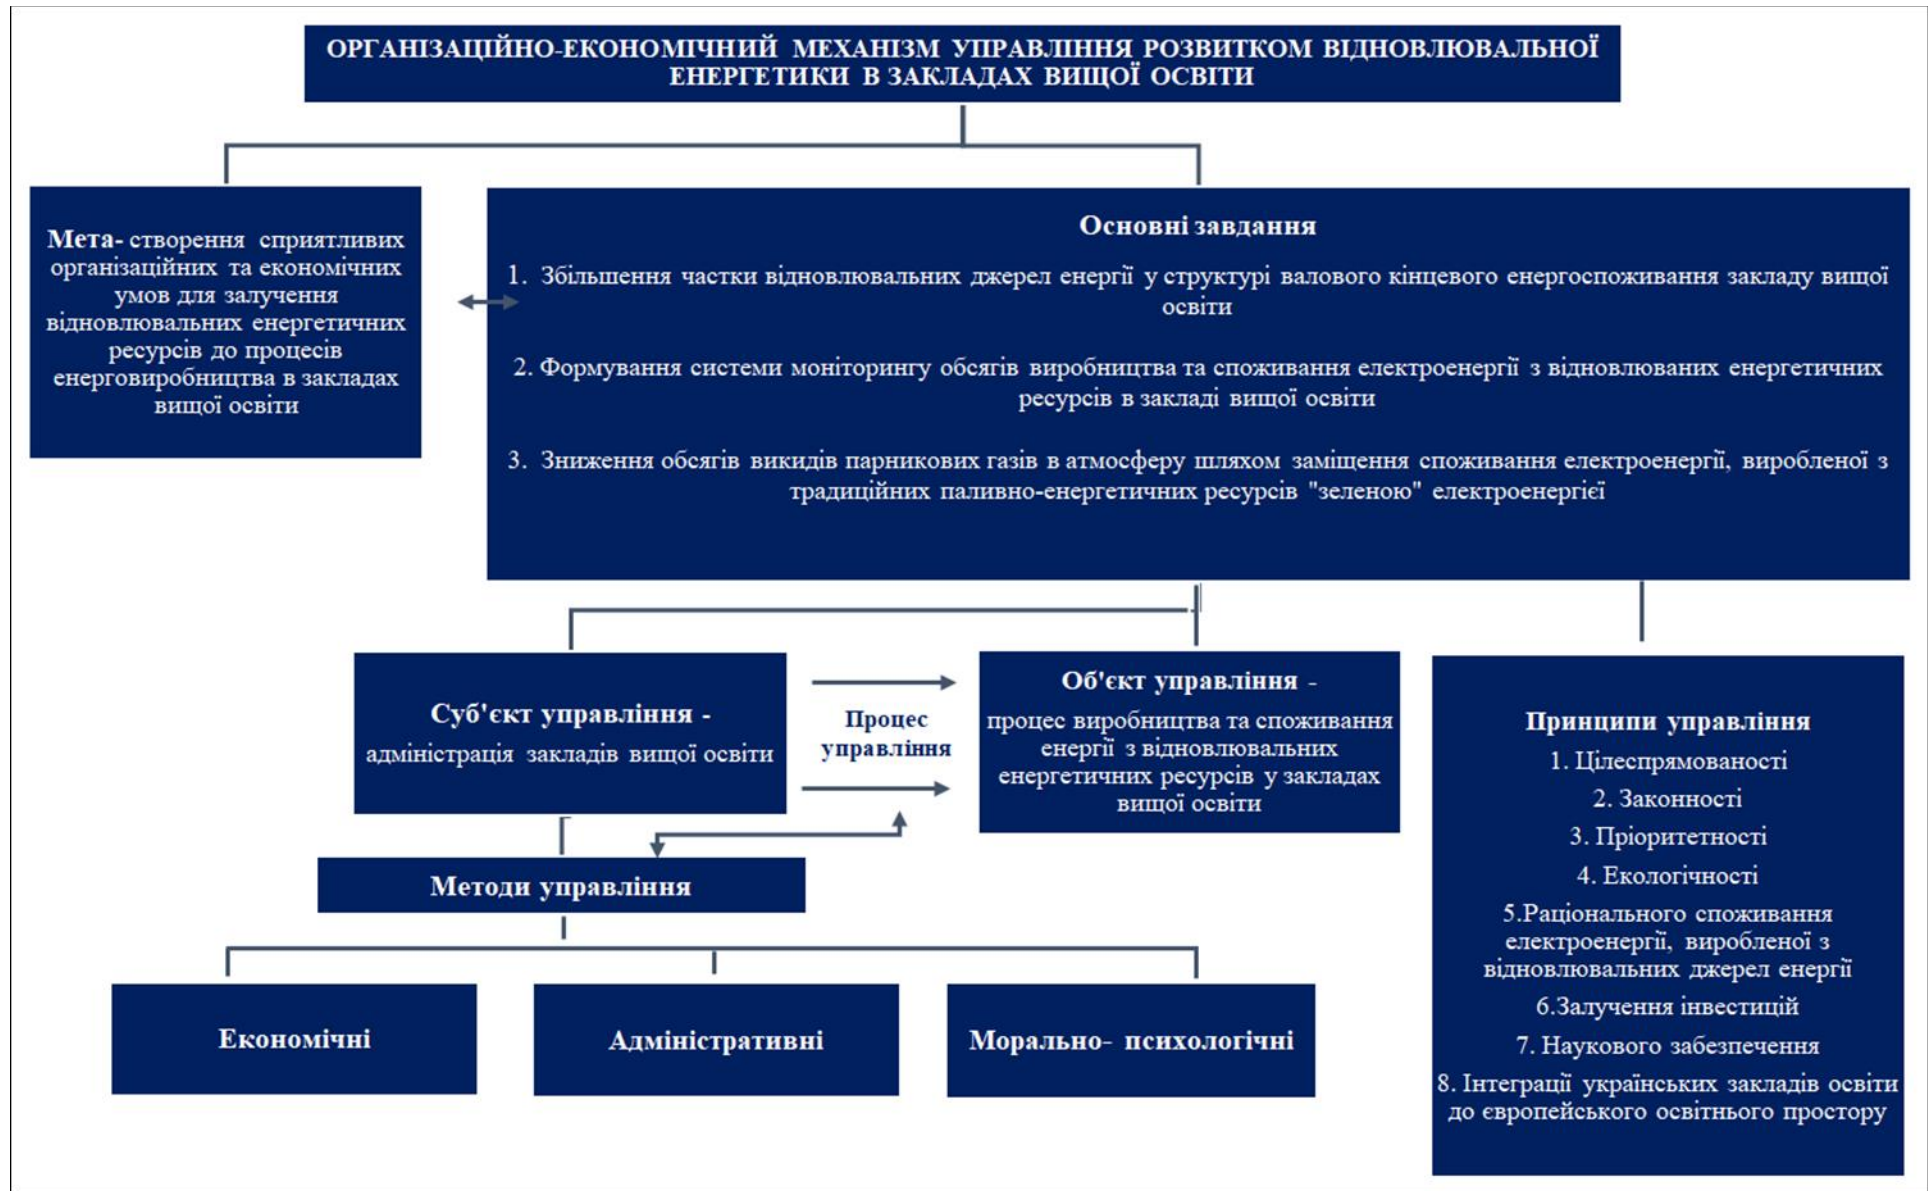 ОРГАНІЗАЦІЙНО-ЕКОНОМІЧНИЙ МЕХАНІЗМ УПРАВЛІННЯ РОЗВИТКОМ ВІДНОВЛЮВАЛЬНОЇ
ЕНЕРГЕТИКИ В ЗАКЛАДАХ ВИЩОЇ ОСВІТИ
Мета- створення сприятливих
організаційних та економічних
умов для залучення
відновлювальних енергетичних
ресурсів до процесів
енерговиробництва в закладах
вищої освіти
Основні завдання
1. Збільшення частки відновлювальних джерел енергії у структурі валового кінцевого енергоспоживання закладу вищої
освіти
2. Формування системи моніторингу обсягів виробництва та споживання електроенергії з відновлюваних енергетичних
ресурсів в закладі вищої освіти
3. Зниження обсягів викидів парникових газів в атмосферу шляхом заміщення споживання електроенергії, виробленої з
традиційних паливно-енергетичних ресурсів "зеленою" електроенергієї
Суб'єкт управління -
адміністрація закладів вищої освіти
Процес
управління
Об'єкт управління -
процес виробництва та споживання
енергії з відновлювальних
енергетичних ресурсів у закладах
вищої освіти
Принципи управління
1. Цілеспрямованості
2. Законності
3. Пріоритетності
4. Екологічності
5.Раціонального споживання
електроенергії, виробленої з
відновлювальних джерел енергії
6.Залучення інвестицій
7. Наукового забезпечення
8. Інтеграції українських закладів освіти
до європейського освітнього простору
Методи управління
Економічні
Адміністративні
Морально- психологічні